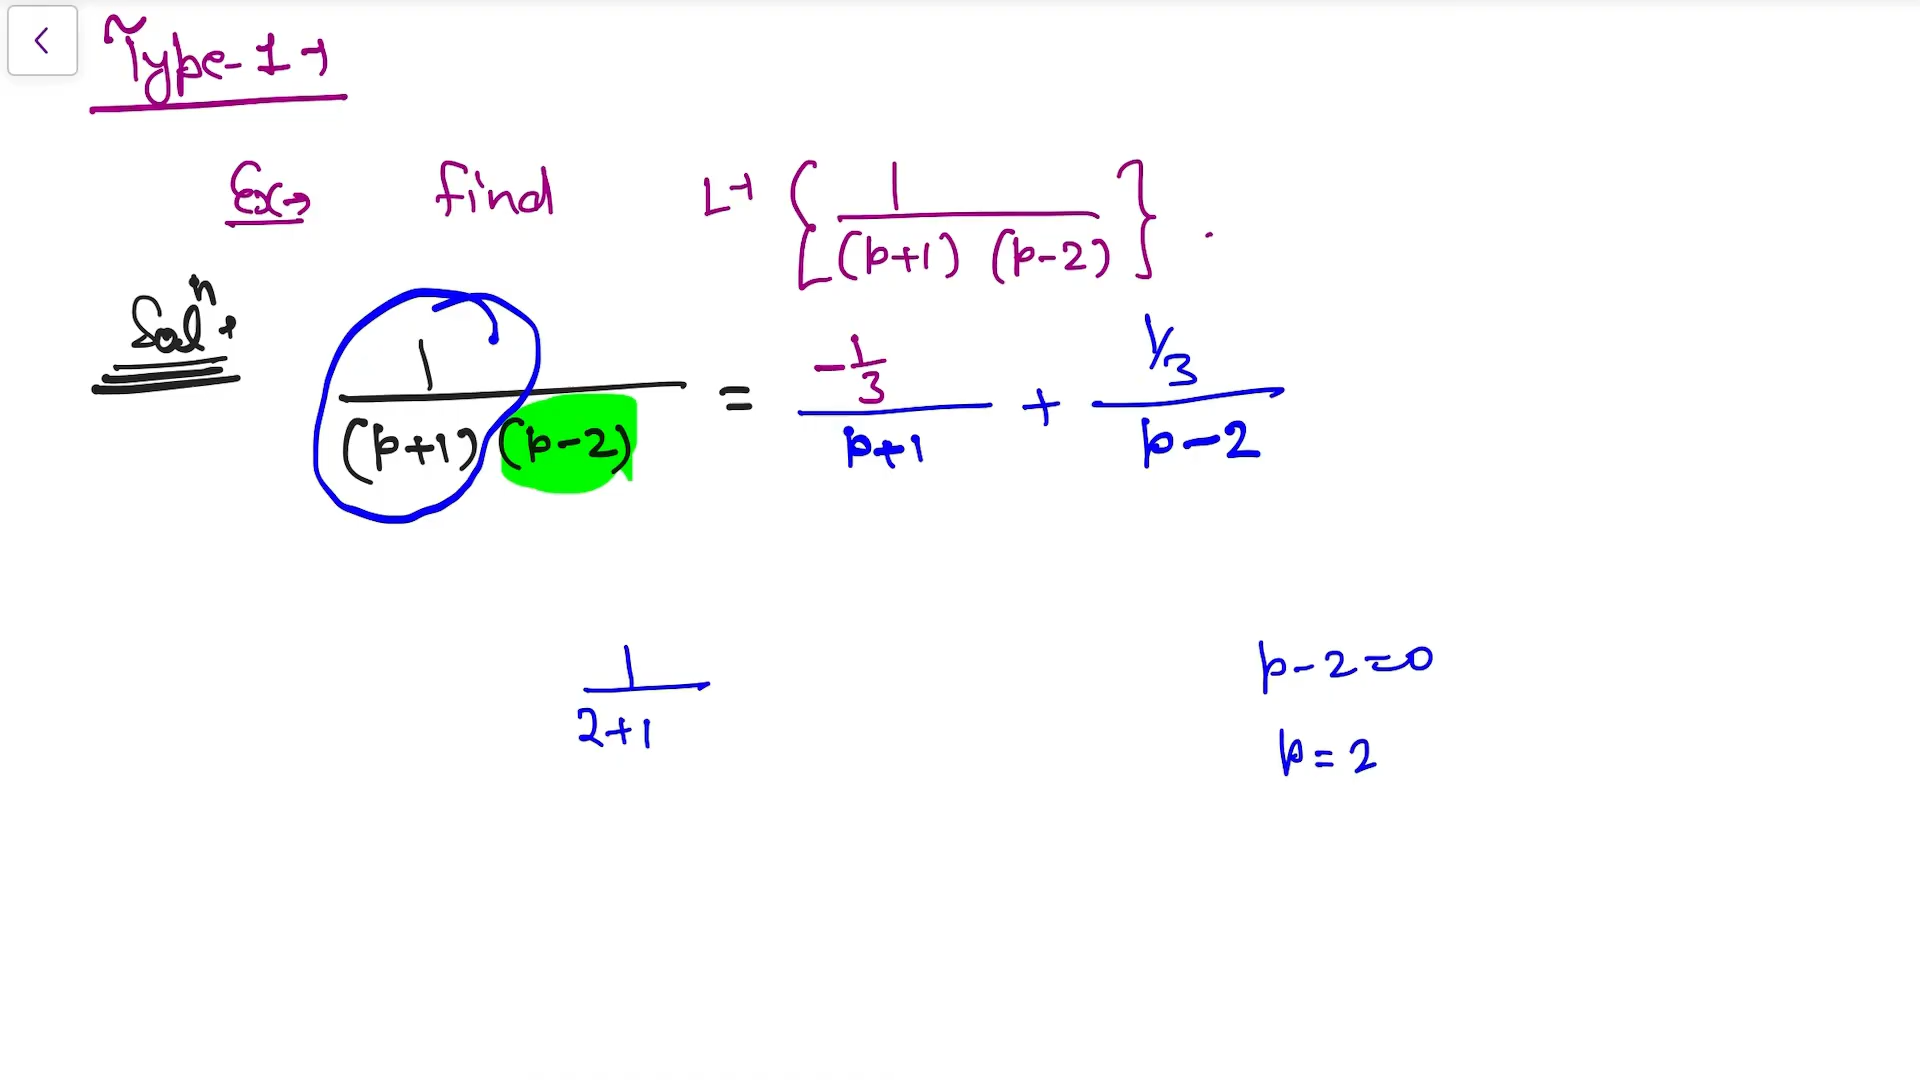 Type-1→
Ex→ find L⁻¹ { 1/((p+1) (p-2)) } .
Solⁿ→
1/((p+1)(p-2)) = (-1/3)/(p+1) + (1/3)/(p-2)
1/(2+1)
p-2=0
p=2